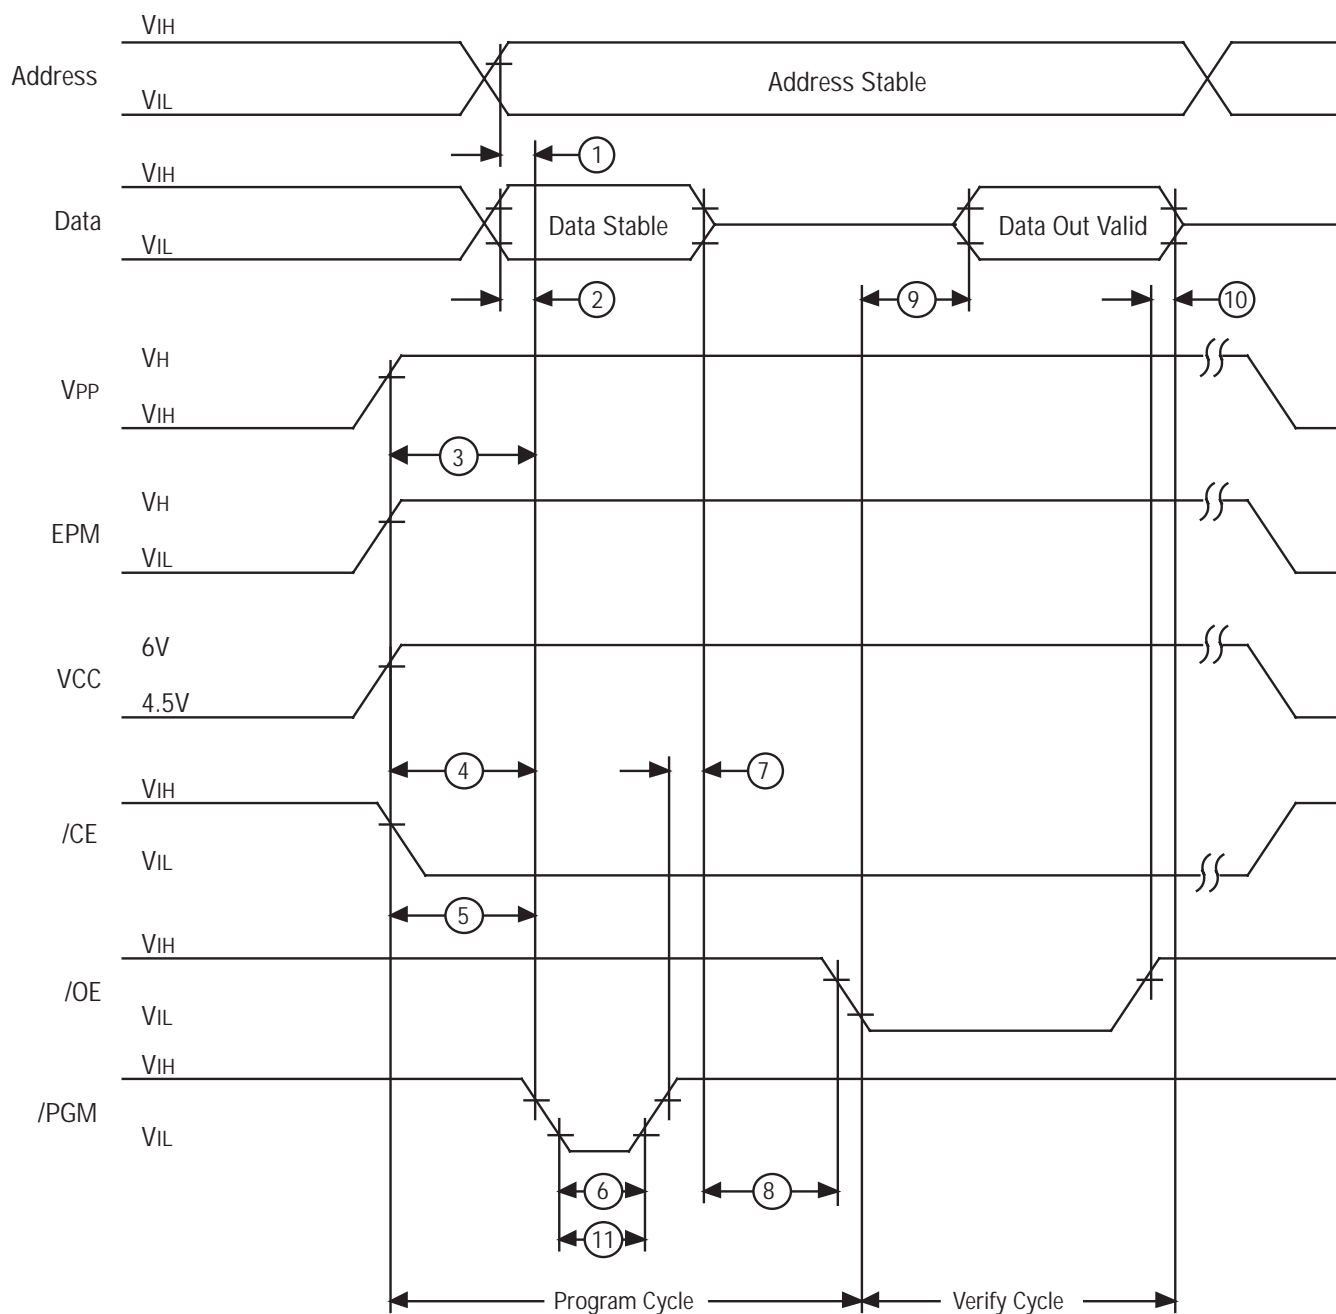 VIH
Address
Address Stable
VIL
1
VIH
Data
Data Stable
Data Out Valid
VIL
2
9
10
VH
VPP
VIH
3
VH
EPM
VIL
6V
VCC
4.5V
4
7
VIH
/CE
VIL
5
VIH
/OE
VIL
VIH
/PGM
VIL
6
8
11
Program Cycle
Verify Cycle